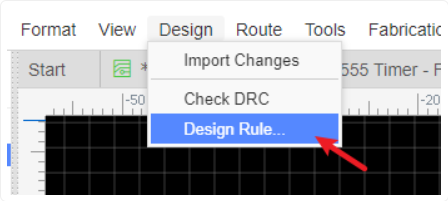 Format View Design Route Tools Fabricatio
Start * 555 Timer - F
Import Changes
-50 -20
Check DRC
Design Rule...